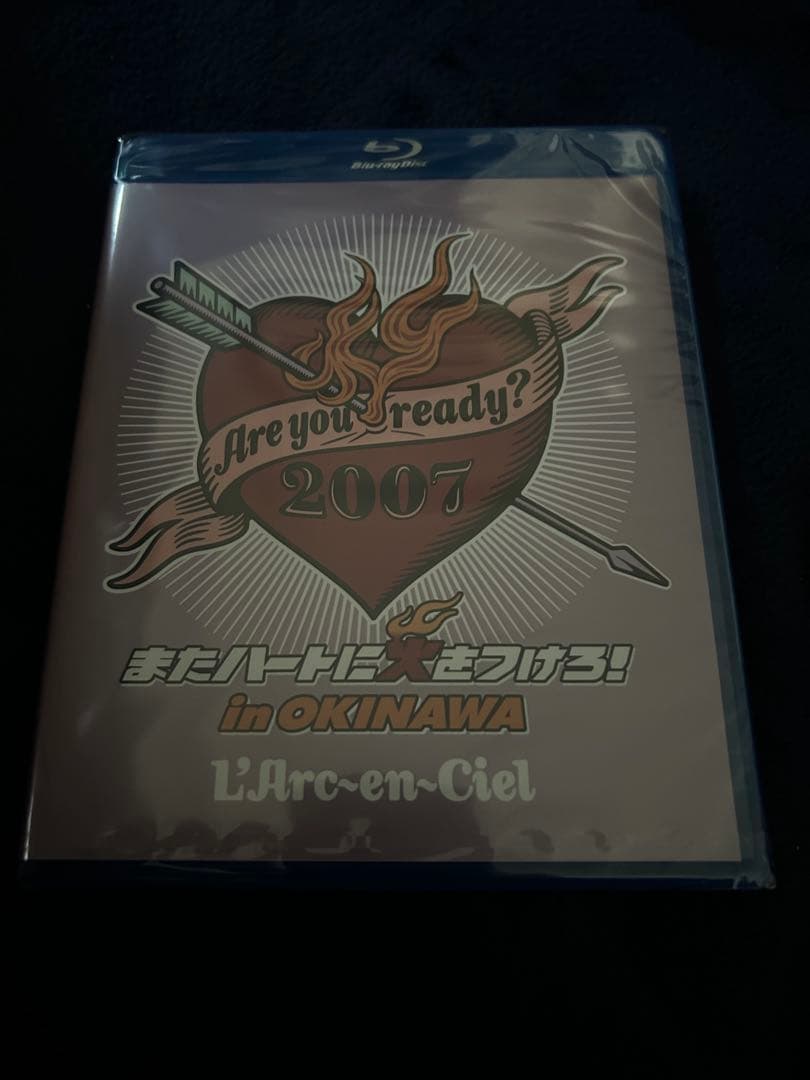 Blu-ray Disc
Are you ready?
2007
またハートに火をつけろ!
in OKINAWA
L'Arc~en~Ciel